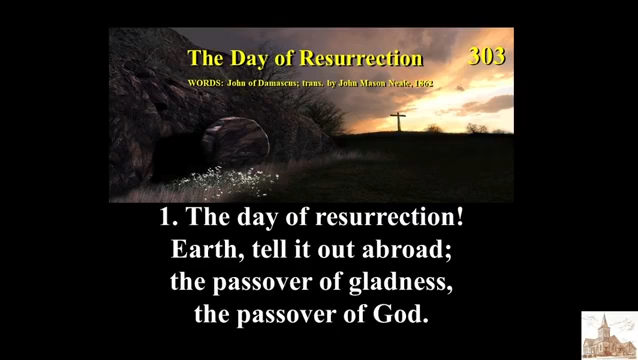 The Day of Resurrection 303
WORDS: John of Damascus; trans. by John Mason Neale, 1862
1. The day of resurrection!
Earth, tell it out abroad;
the passover of gladness,
the passover of God.